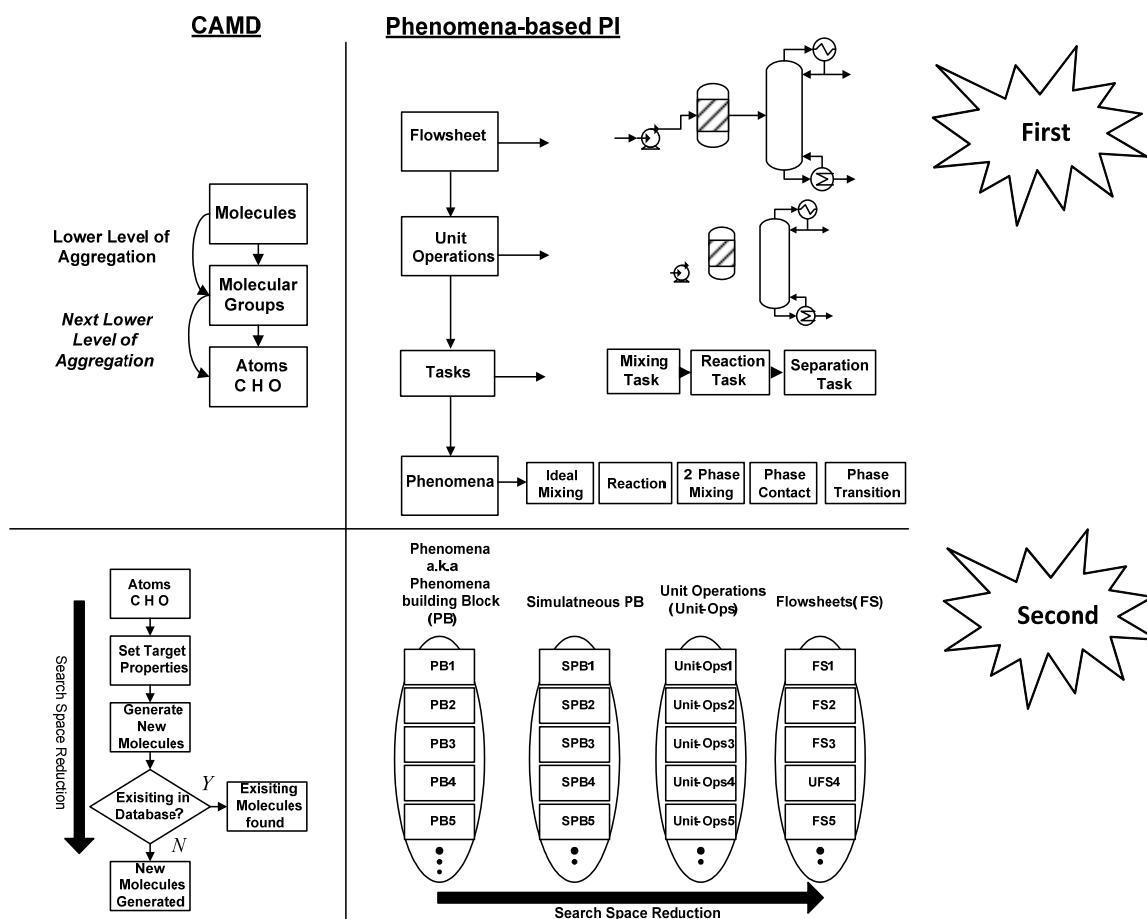 CAMD
Phenomena-based PI
First
Flowsheet
Unit
Operations
Tasks
Mixing
Task
Reaction
Task
Separation
Task
Phenomena
Ideal
Mixing
Reaction
2 Phase
Mixing
Phase
Contact
Phase
Transition
Lower Level of
Aggregation
Next Lower
Level of
Aggregation
Molecules
Molecular
Groups
Atoms
C H O
Second
Search Space Reduction
Atoms
C H O
Set Target
Properties
Generate
New
Molecules
Exisiting in
Database?
Y
Exisiting
Molecules
found
N
New
Molecules
Generated
Phenomena
a.k.a
Phenomena
building Block
(PB)
PB1
PB2
PB3
PB4
PB5
Simulatneous PB
SPB1
SPB2
SPB3
SPB4
SPB5
Unit Operations
(Unit-Ops)
Unit-Ops1
Unit-Ops2
Unit-Ops3
Unit-Ops4
Unit-Ops5
Flowsheets(FS)
FS1
FS2
FS3
UFS4
FS5
Search Space Reduction